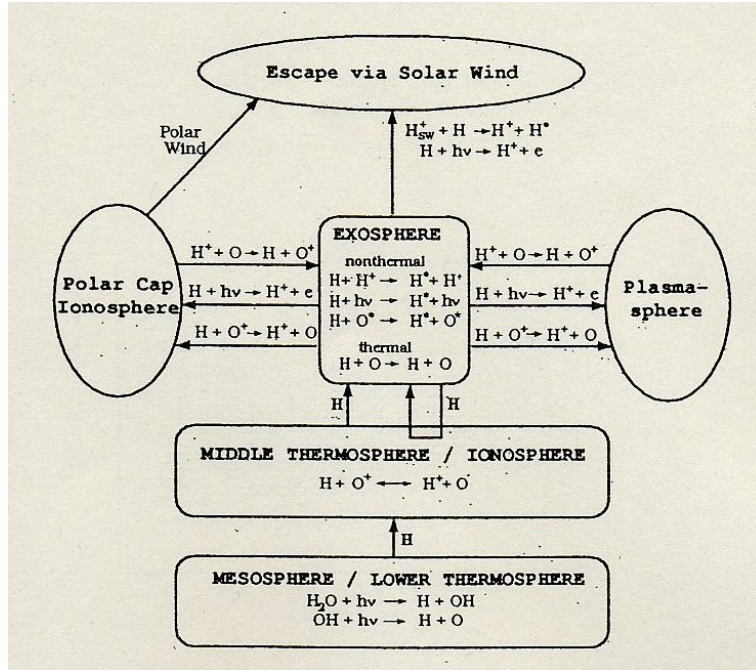 Escape via Solar Wind
Polar
Wind
H⁺SW + H → H⁺ + H*
H + hν → H⁺ + e
EXOSPHERE
nonthermal
H + H⁺ → H* + H⁺
H + hν → H* + hν
H + O* → H* + O*
thermal
H + O → H + O
Polar Cap
Ionosphere
H⁺ + O → H + O⁺
H + hν → H⁺ + e
H + O⁺ → H⁺ + O
H⁺ + O → H + O⁺
H + hν → H⁺ + e
H + O⁺ → H⁺ + O
Plasma-
sphere
H
H
MIDDLE THERMOSPHERE / IONOSPHERE
H + O⁺ ↔ H⁺ + O
H
MESOSPHERE / LOWER THERMOSPHERE
H₂O + hν → H + OH
OH + hν → H + O